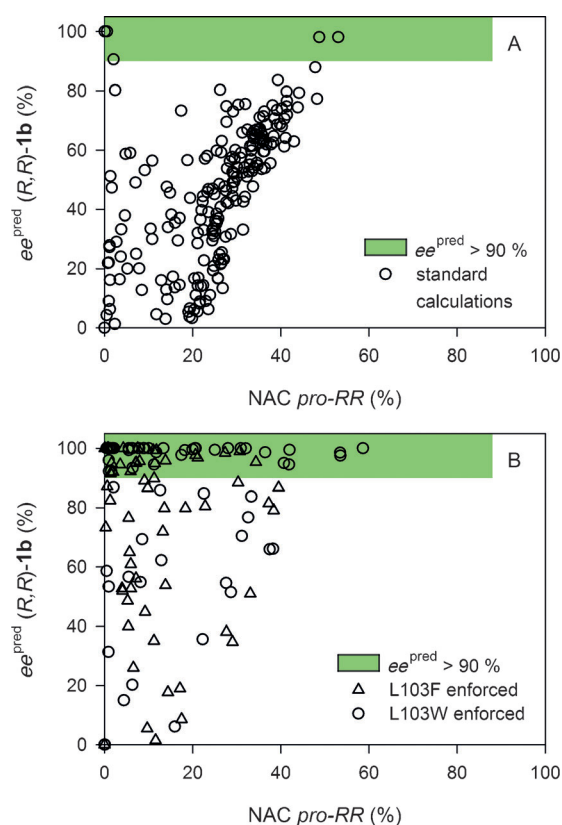 A
100
80
60
40
20
0
ee^pred (R,R)-1b (%)
ee^pred > 90 %
standard
calculations
0 20 40 60 80 100
NAC pro-RR (%)
B
100
80
60
40
20
0
ee^pred (R,R)-1b (%)
ee^pred > 90 %
L103F enforced
L103W enforced
0 20 40 60 80 100
NAC pro-RR (%)